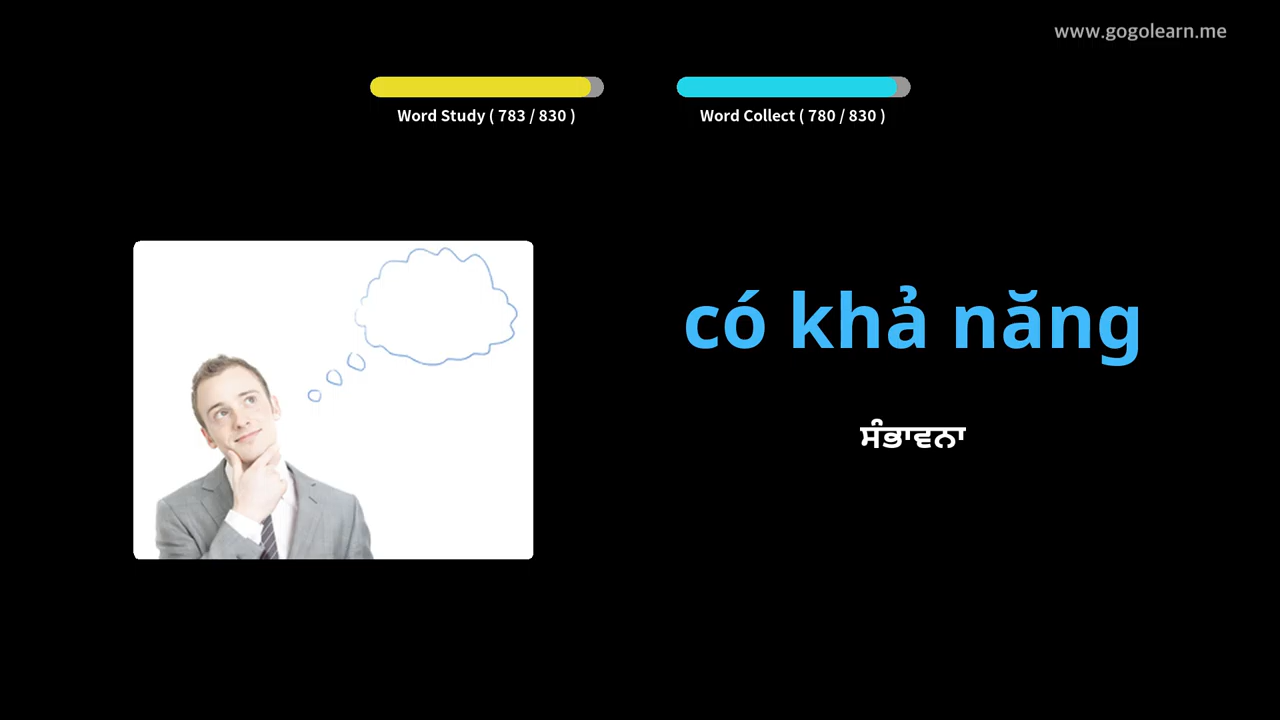 www.gogolearn.me
Word Study ( 783 / 830 )
Word Collect ( 780 / 830 )
có khả năng
ਸੰਭਾਵਨਾ